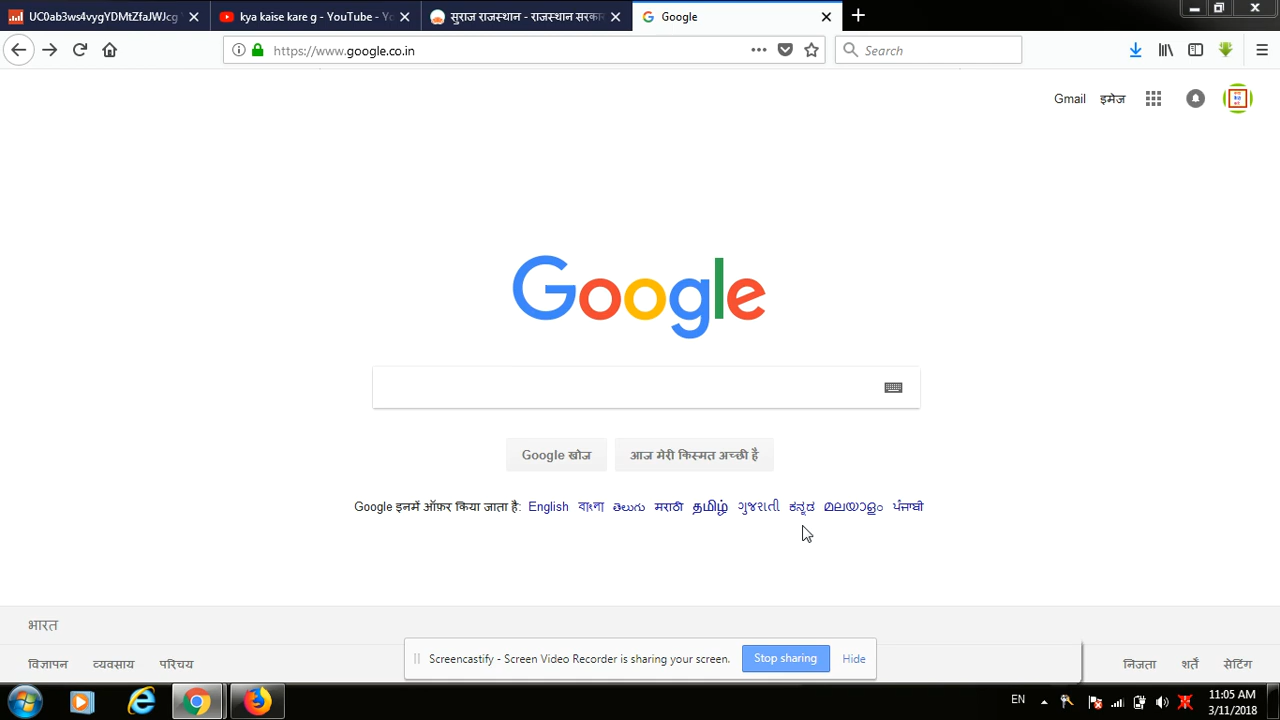 UC0ab3ws4vygYDMtZfaJWJcg
kya kaise kare g - YouTube - Yo
सुराज राजस्थान - राजस्थान सरकार
Google
https://www.google.co.in
Search
Gmail इमेज
Google
Google खोज
आज मेरी किस्मत अच्छी है
Google इनमें ऑफ़र किया जाता है: English বাংলা తెలుగు मराठी தமிழ் ગુજરાતી ಕನ್ನಡ മലയാളം ਪੰਜਾਬੀ
भारत
विज्ञापन व्यवसाय परिचय
Screencastify - Screen Video Recorder is sharing your screen.
Stop sharing
Hide
निजता शर्तें सेटिंग
EN
11:05 AM
3/11/2018